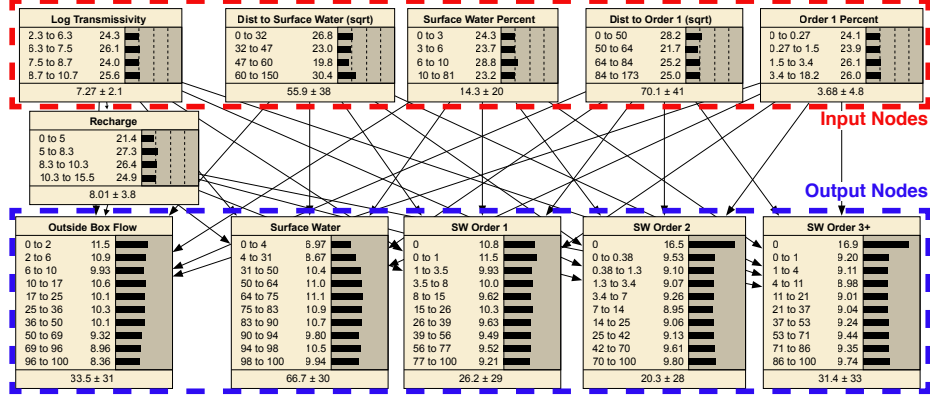 Log Transmissivity
2.3 to 6.3 24.3
6.3 to 7.5 26.1
7.5 to 8.7 24.0
8.7 to 10.7 25.6
7.27 ± 2.1
Dist to Surface Water (sqrt)
0 to 32 26.8
32 to 47 23.0
47 to 60 19.8
60 to 150 30.4
55.9 ± 38
Surface Water Percent
0 to 3 24.3
3 to 6 23.7
6 to 10 28.8
10 to 81 23.2
14.3 ± 20
Dist to Order 1 (sqrt)
0 to 50 28.2
50 to 64 21.7
64 to 84 25.2
84 to 173 25.0
70.1 ± 41
Order 1 Percent
0 to 0.27 24.1
0.27 to 1.5 23.9
1.5 to 3.4 26.1
3.4 to 18.2 26.0
3.68 ± 4.8
Input Nodes
Recharge
0 to 5 21.4
5 to 8.3 27.3
8.3 to 10.3 26.4
10.3 to 15.5 24.9
8.01 ± 3.8
Output Nodes
Outside Box Flow
0 to 2 11.5
2 to 6 10.9
6 to 10 9.93
10 to 17 10.6
17 to 25 10.1
25 to 36 10.3
36 to 50 10.1
50 to 69 9.32
69 to 96 8.96
96 to 100 8.36
33.5 ± 31
Surface Water
0 to 4 6.97
4 to 31 8.67
31 to 50 10.4
50 to 64 11.0
64 to 75 11.1
75 to 83 10.9
83 to 90 10.7
90 to 94 9.80
94 to 98 10.5
98 to 100 9.94
66.7 ± 30
SW Order 1
0 10.8
0 to 1 11.5
1 to 3.5 9.93
3.5 to 8 10.0
8 to 15 9.62
15 to 26 10.3
26 to 39 9.63
39 to 56 9.49
56 to 77 9.52
77 to 100 9.21
26.2 ± 29
SW Order 2
0 16.5
0 to 0.38 9.53
0.38 to 1.3 9.10
1.3 to 3.4 9.07
3.4 to 7 9.26
7 to 14 8.95
14 to 25 9.06
25 to 42 9.13
42 to 70 9.61
70 to 100 9.80
20.3 ± 28
SW Order 3+
0 16.9
0 to 1 9.20
1 to 4 9.11
4 to 11 8.98
11 to 21 9.01
21 to 37 9.04
37 to 53 9.24
53 to 71 9.44
71 to 86 9.35
86 to 100 9.74
31.4 ± 33